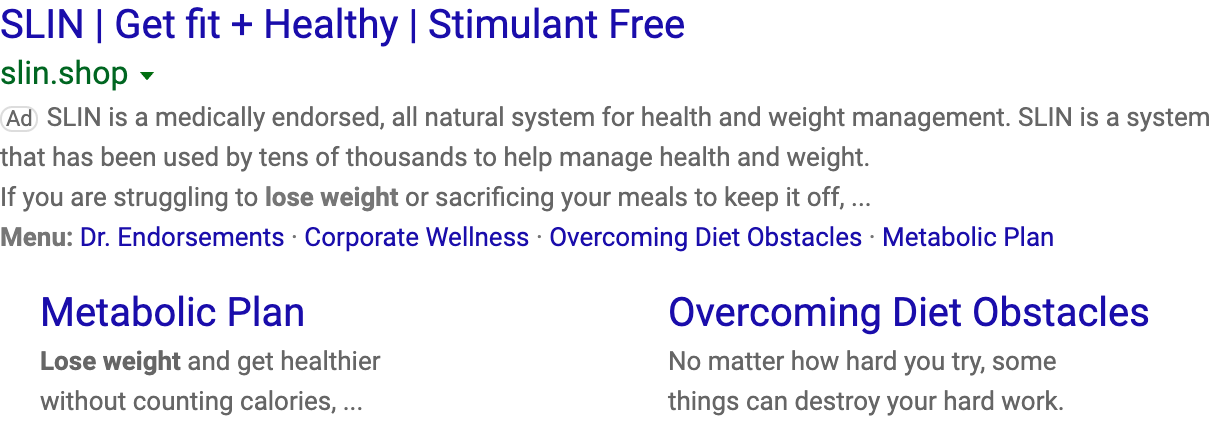 SLIN | Get fit + Healthy | Stimulant Free
slin.shop
Ad SLIN is a medically endorsed, all natural system for health and weight management. SLIN is a system
that has been used by tens of thousands to help manage health and weight.
If you are struggling to lose weight or sacrificing your meals to keep it off, ...
Menu: Dr. Endorsements · Corporate Wellness · Overcoming Diet Obstacles · Metabolic Plan
Metabolic Plan
Lose weight and get healthier
without counting calories, ...
Overcoming Diet Obstacles
No matter how hard you try, some
things can destroy your hard work.